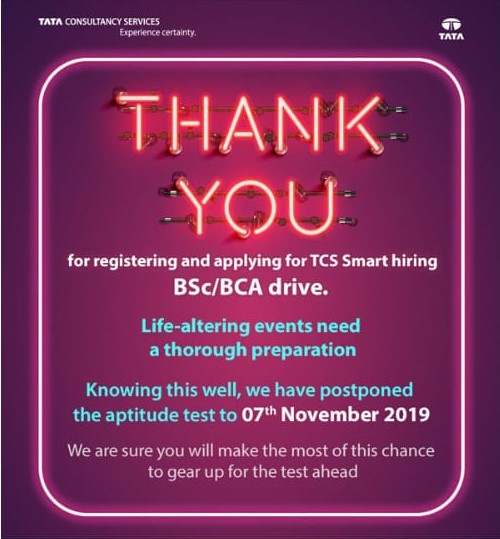 TATA CONSULTANCY SERVICES
Experience certainty.
TATA
THANK
YOU
for registering and applying for TCS Smart hiring
BSc/BCA drive.
Life-altering events need
a thorough preparation
Knowing this well, we have postponed
the aptitude test to 07th November 2019
We are sure you will make the most of this chance
to gear up for the test ahead